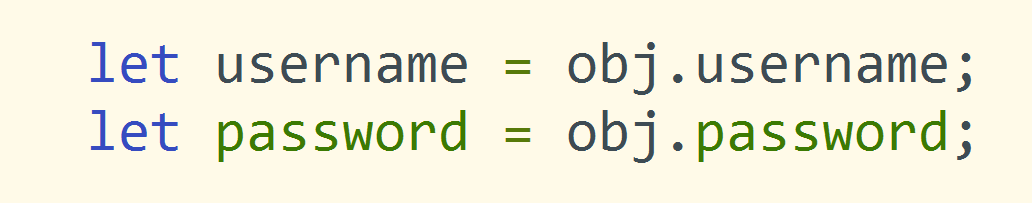 let username = obj.username;
let password = obj.password;